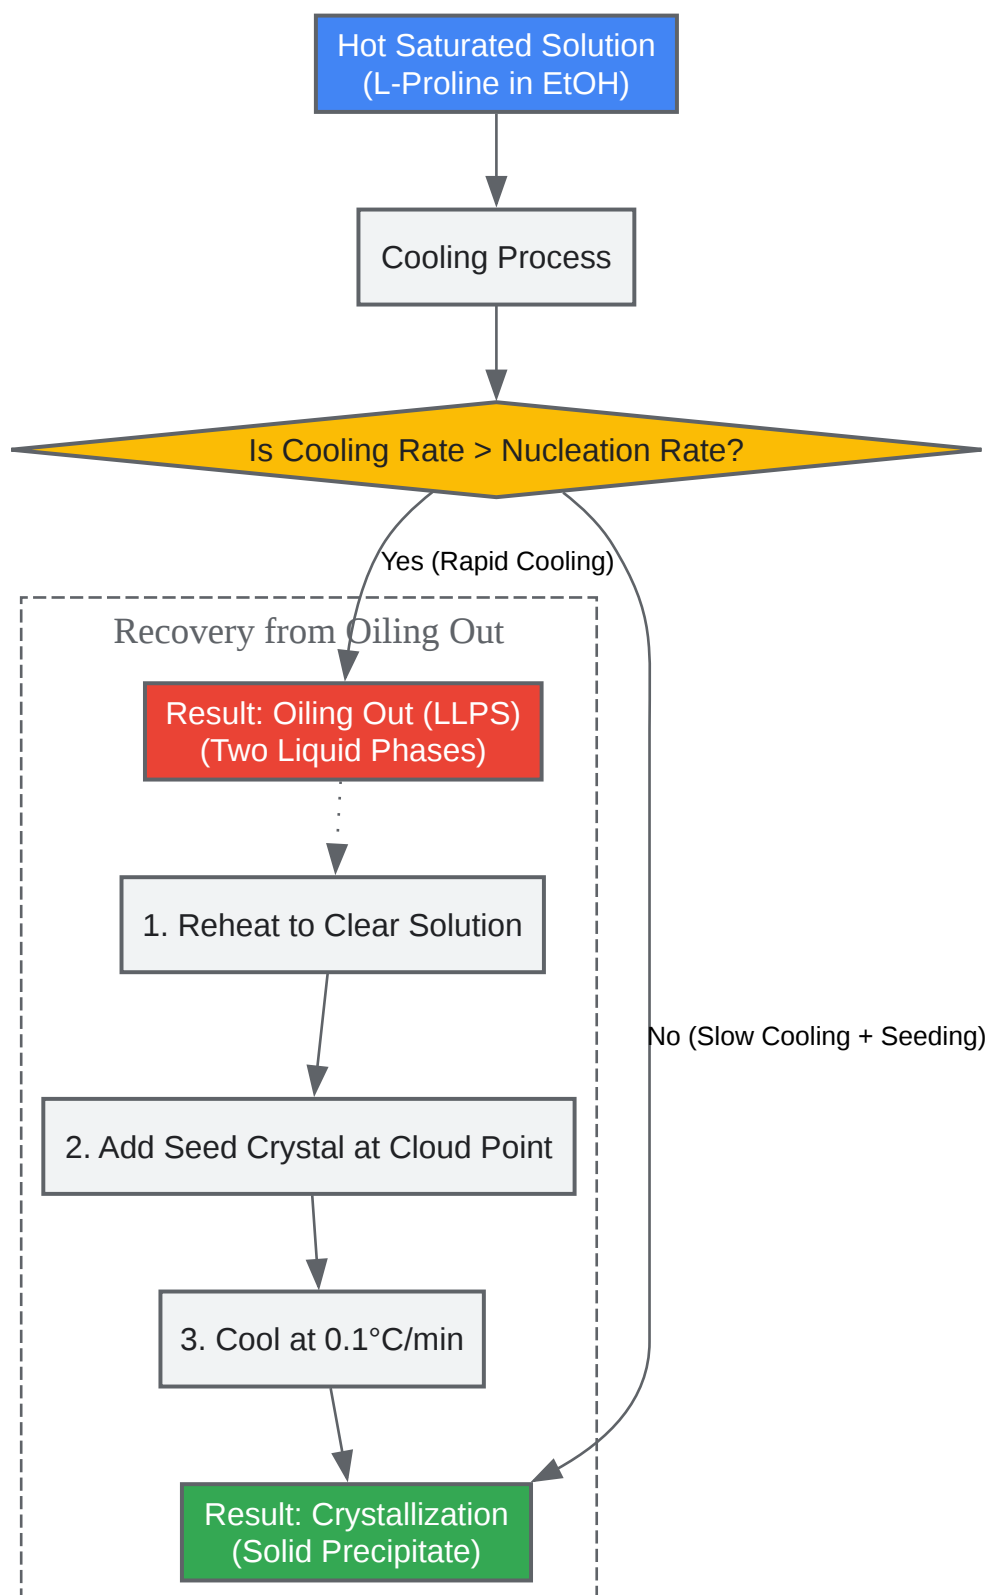 Hot Saturated Solution
(L-Proline in EtOH)
Cooling Process
Is Cooling Rate > Nucleation Rate?
Yes (Rapid Cooling)
Recovery from Oiling Out
Result: Oiling Out (LLPS)
(Two Liquid Phases)
1. Reheat to Clear Solution
No (Slow Cooling + Seeding)
2. Add Seed Crystal at Cloud Point
3. Cool at 0.1°C/min
Result: Crystallization
(Solid Precipitate)